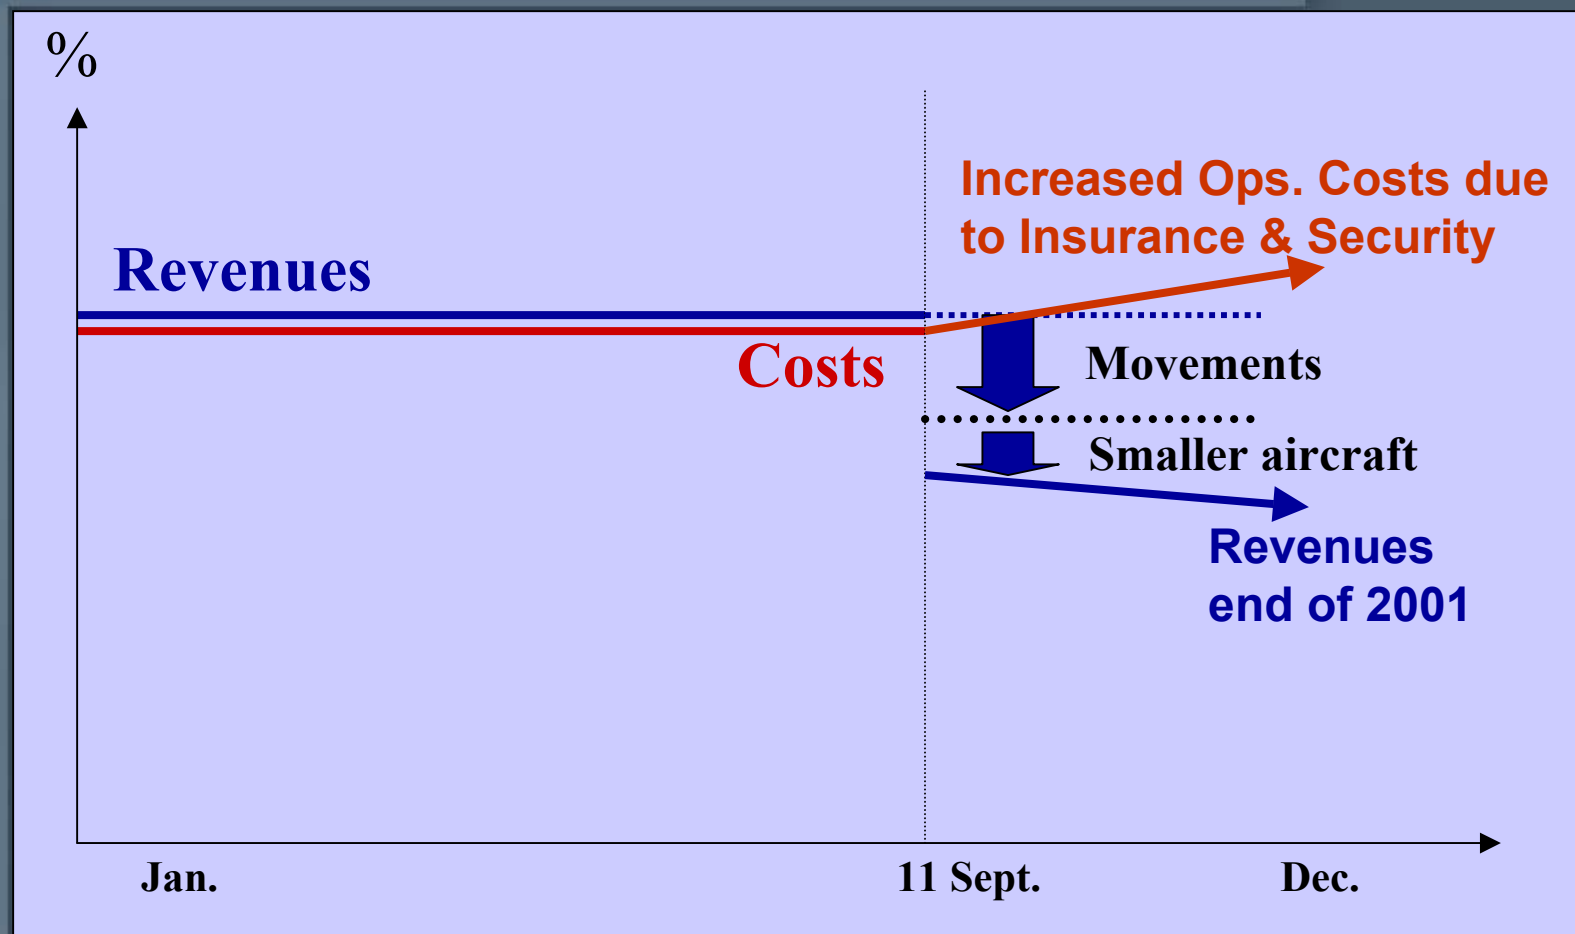 %
Increased Ops. Costs due
to Insurance & Security
Revenues
Costs
Movements
Smaller aircraft
Revenues
end of 2001
Jan.
11 Sept.
Dec.